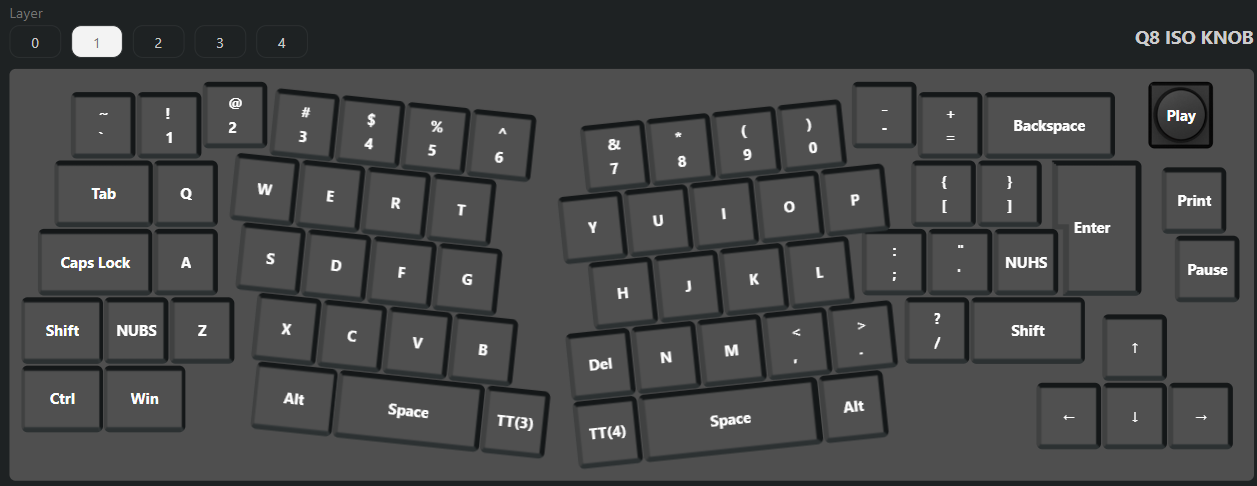 Layer
0 1 2 3 4
Q8 ISO KNOB
~ ! @ # $ % ^ & * ( ) _ +
` 1 2 3 4 5 6 7 8 9 0 - = Backspace Play
Tab Q W E R T Y U I O P { }
[ ] Enter Print
Caps Lock A S D F G H J K L : "
; ' NUHS Pause
Shift NUBS Z X C V B Del N M < > ?
, . / Shift ↑
Ctrl Win Alt Space TT(3) TT(4) Space Alt ← ↓ →